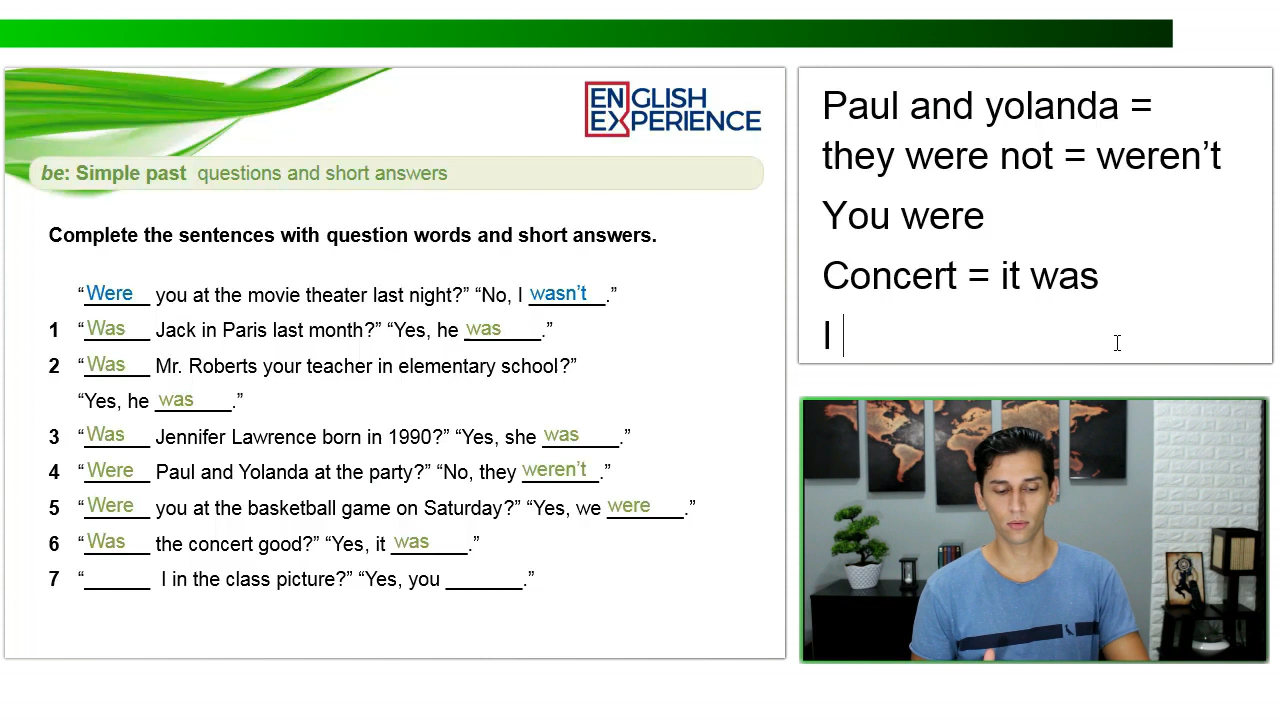 ENGLISH
EXPERIENCE
be: Simple past questions and short answers
Complete the sentences with question words and short answers.
“Were you at the movie theater last night?” “No, I wasn’t.”
1 “Was Jack in Paris last month?” “Yes, he was.”
2 “Was Mr. Roberts your teacher in elementary school?”
“Yes, he was.”
3 “Was Jennifer Lawrence born in 1990?” “Yes, she was.”
4 “Were Paul and Yolanda at the party?” “No, they weren’t.”
5 “Were you at the basketball game on Saturday?” “Yes, we were.”
6 “Was the concert good?” “Yes, it was.”
7 “______ I in the class picture?” “Yes, you _______.”
Paul and yolanda =
they were not = weren’t
You were
Concert = it was
I